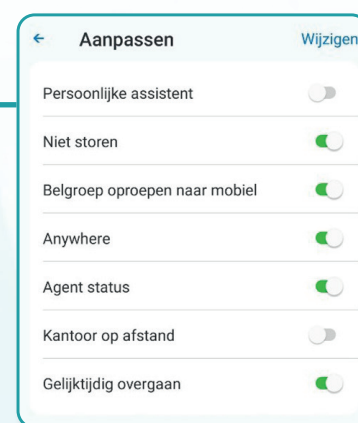 Aanpassen
Wijzigen
Persoonlijke assistent
Niet storen
Belgroep oproepen naar mobiel
Anywhere
Agent status
Kantoor op afstand
Gelijktijdig overgaan